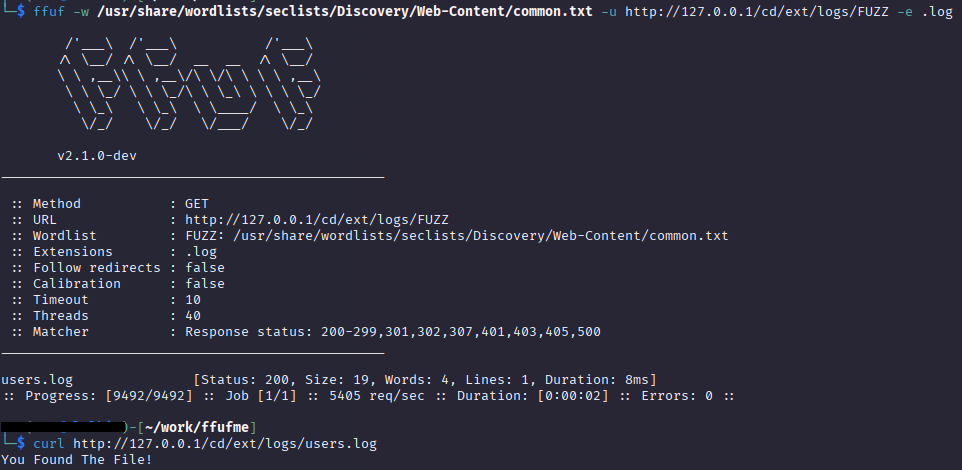 └─$ ffuf -w /usr/share/wordlists/seclists/Discovery/Web-Content/common.txt -u http://127.0.0.1/cd/ext/logs/FUZZ -e .log
        /'___\  /'___\           /'___\
       /\ \__/ /\ \__/  __  __  /\ \__/
       \ \ ,__\\ \ ,__\/\ \/\ \ \ \ ,__\
        \ \ \_/ \ \ \_/\ \ \_\ \ \ \ \_/
         \ \_\   \ \_\  \ \____/  \ \_\
          \/_/    \/_/   \/___/    \/_/
       v2.1.0-dev
________________________________________________
 :: Method           : GET
 :: URL              : http://127.0.0.1/cd/ext/logs/FUZZ
 :: Wordlist         : FUZZ: /usr/share/wordlists/seclists/Discovery/Web-Content/common.txt
 :: Extensions       : .log
 :: Follow redirects : false
 :: Calibration      : false
 :: Timeout          : 10
 :: Threads          : 40
 :: Matcher          : Response status: 200-299,301,302,307,401,403,405,500
________________________________________________
users.log               [Status: 200, Size: 19, Words: 4, Lines: 1, Duration: 8ms]
:: Progress: [9492/9492] :: Job [1/1] :: 5405 req/sec :: Duration: [0:00:02] :: Errors: 0 ::
)-[~/work/ffufme]
└─$ curl http://127.0.0.1/cd/ext/logs/users.log
You Found The File!